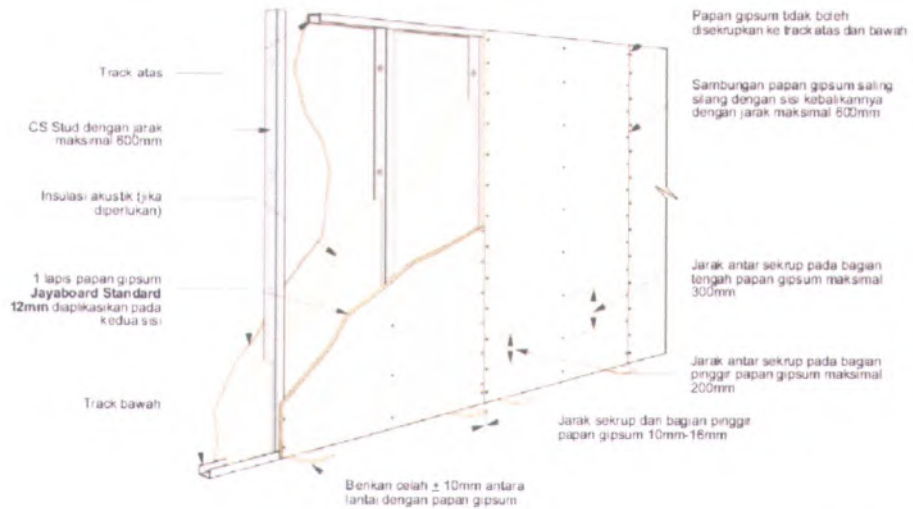 Track atas
CS Stud dengan jarak
maksimal 600mm
Insulasi akustik (jika
diperlukan)
1 lapis papan gipsum
Jayaboard Standard
12mm diaplikasikan pada
kedua sisi
Track bawah
Berikan celah ± 10mm antara
lantai dengan papan gipsum
Papan gipsum tidak boleh
disekrupkan ke track atas dan bawah
Sambungan papan gipsum saling
silang dengan sisi kebalikannya
dengan jarak maksimal 600mm
Jarak antar sekrup pada bagian
tengah papan gipsum maksimal
300mm
Jarak antar sekrup pada bagian
pinggir papan gipsum maksimal
200mm
Jarak sekrup dari bagian pinggir
papan gipsum 10mm-16mm